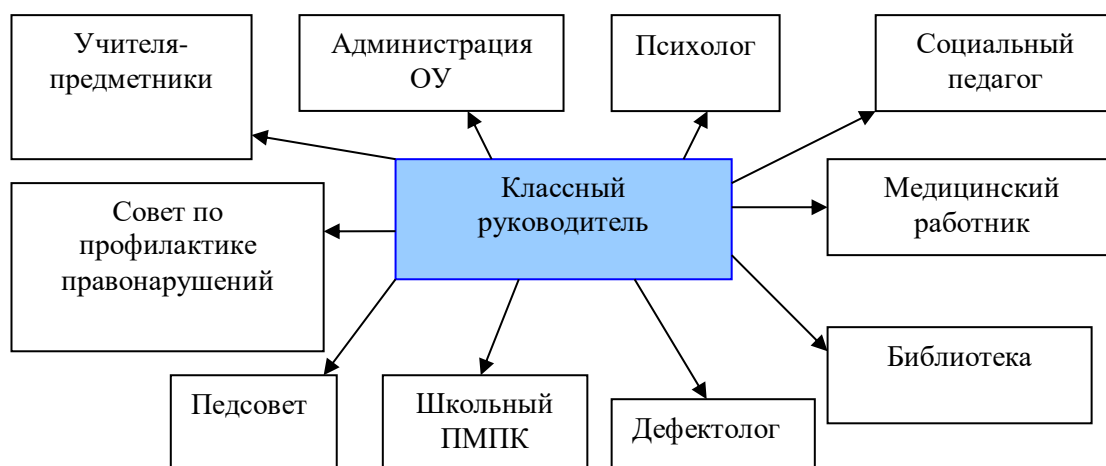 Учителя-
предметники
Администрация
ОУ
Психолог
Социальный
педагог
Классный
руководитель
Медицинский
работник
Совет по
профилактике
правонарушений
Библиотека
Педсовет
Школьный
ПМПК
Дефектолог